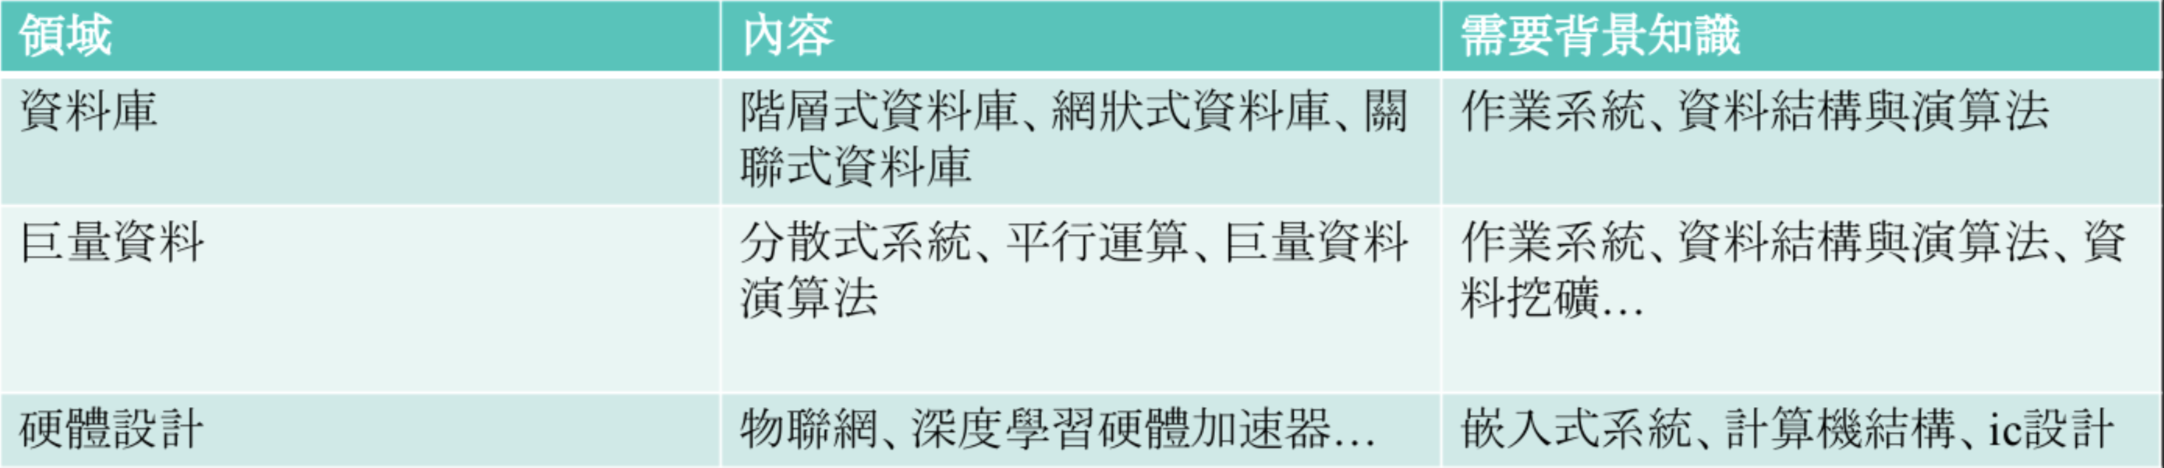 領域
內容
需要背景知識
資料庫
階層式資料庫、網狀式資料庫、關
聯式資料庫
作業系統、資料結構與演算法
巨量資料
分散式系統、平行運算、巨量資料
演算法
作業系統、資料結構與演算法、資
料挖礦…
硬體設計
物聯網、深度學習硬體加速器…
嵌入式系統、計算機結構、ic設計